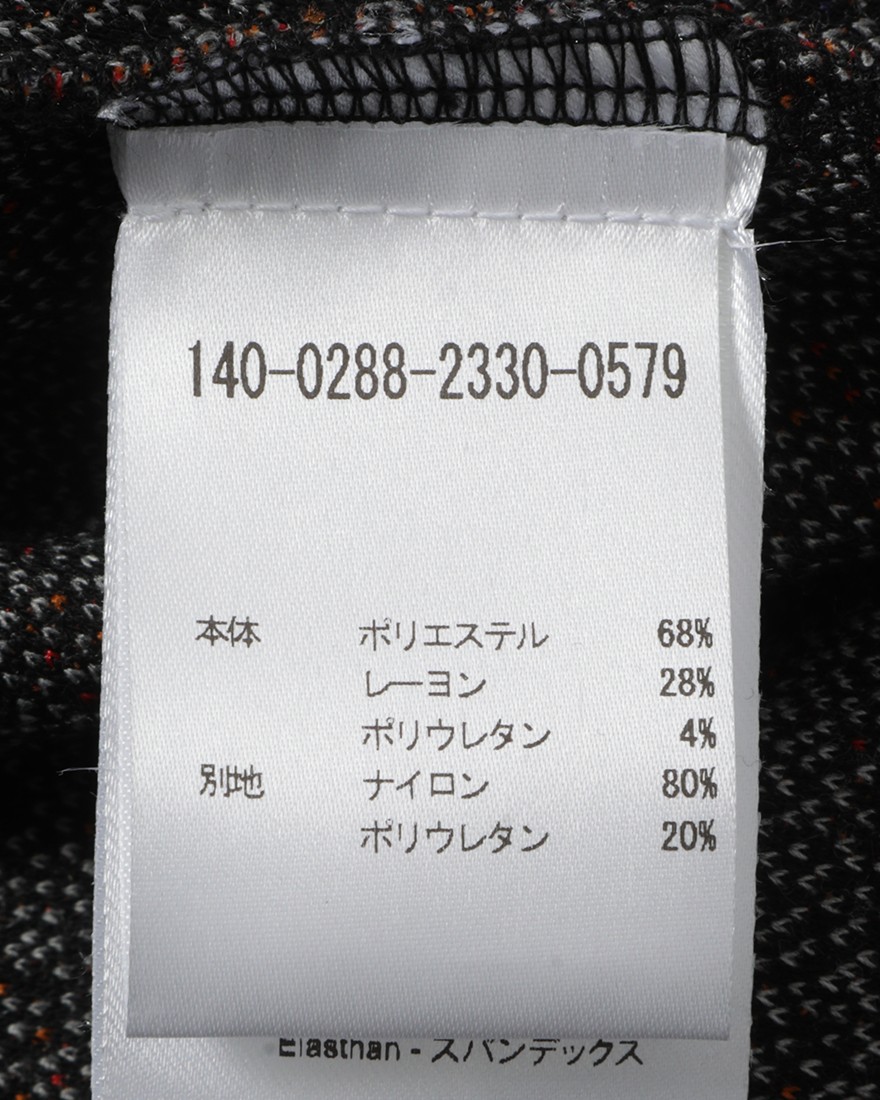 140-0288-2330-0579
本体 ポリエステル 68%
レーヨン 28%
ポリウレタン 4%
別地 ナイロン 80%
ポリウレタン 20%
Elasthan - スパンデックス